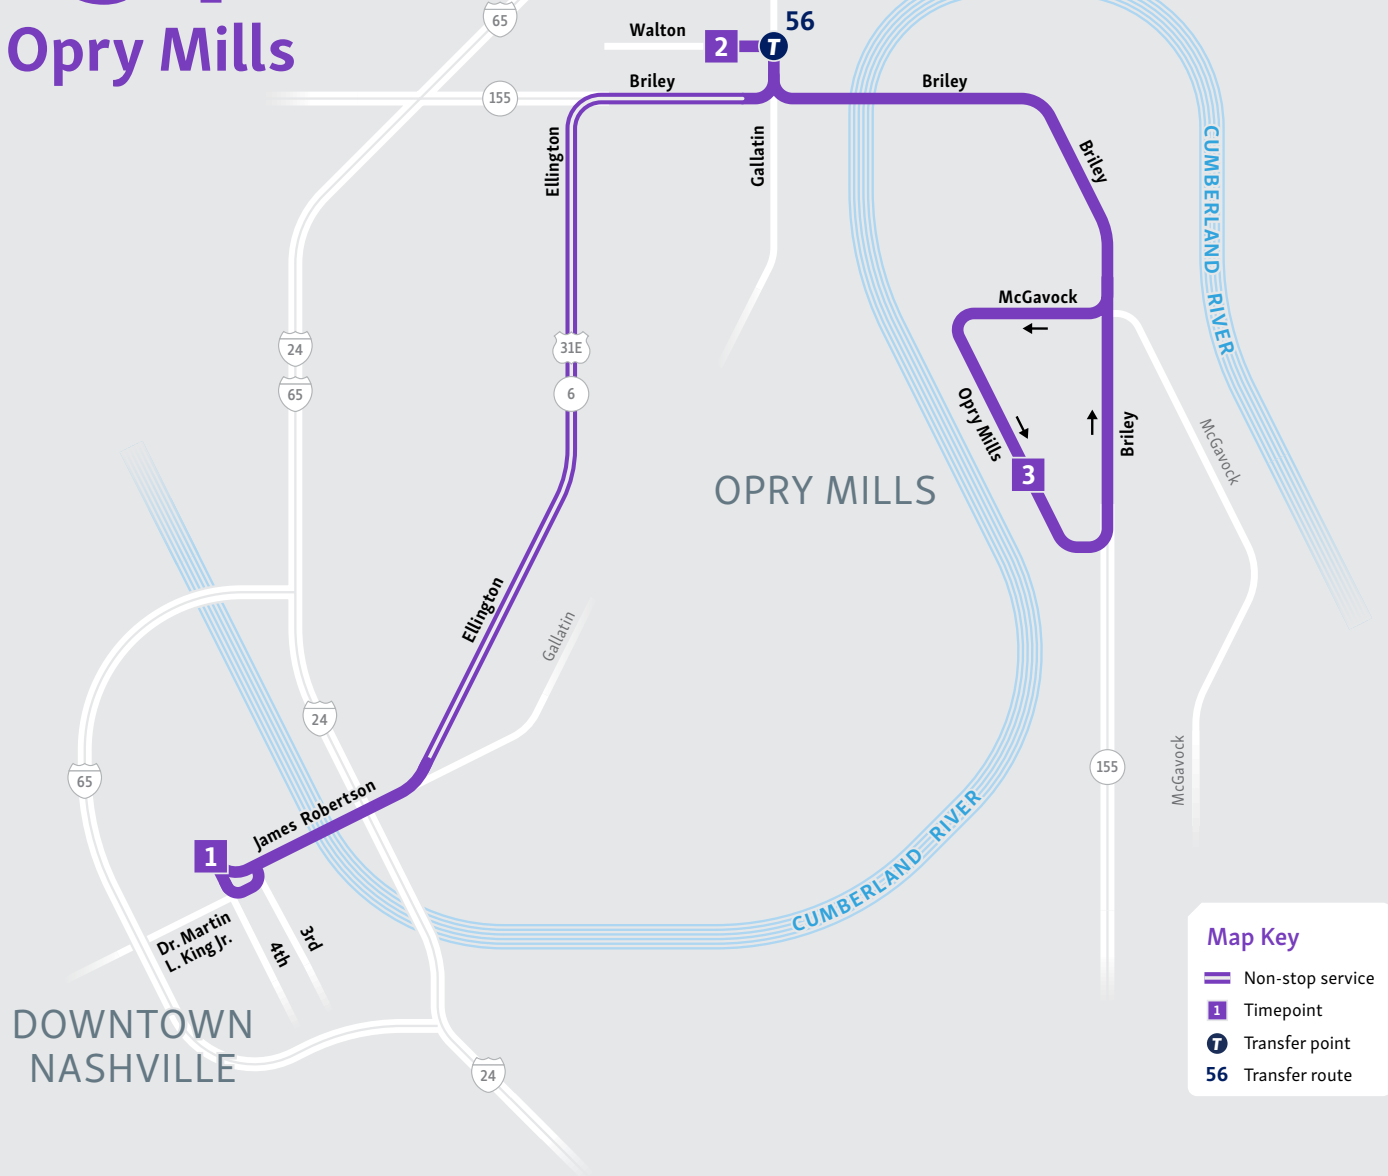 Opry Mills
65
Walton
2
T
56
Briley
Briley
155
Ellington
Gallatin
Briley
CUMBERLAND RIVER
McGavock
24
31E
65
6
Opry Mills
Briley
McGavock
3
OPRY MILLS
Ellington
Gallatin
24
65
155
McGavock
James Robertson
1
CUMBERLAND RIVER
Dr. Martin
L. King Jr.
4th
3rd
DOWNTOWN
NASHVILLE
24
Map Key
Non-stop service
1 Timepoint
T Transfer point
56 Transfer route